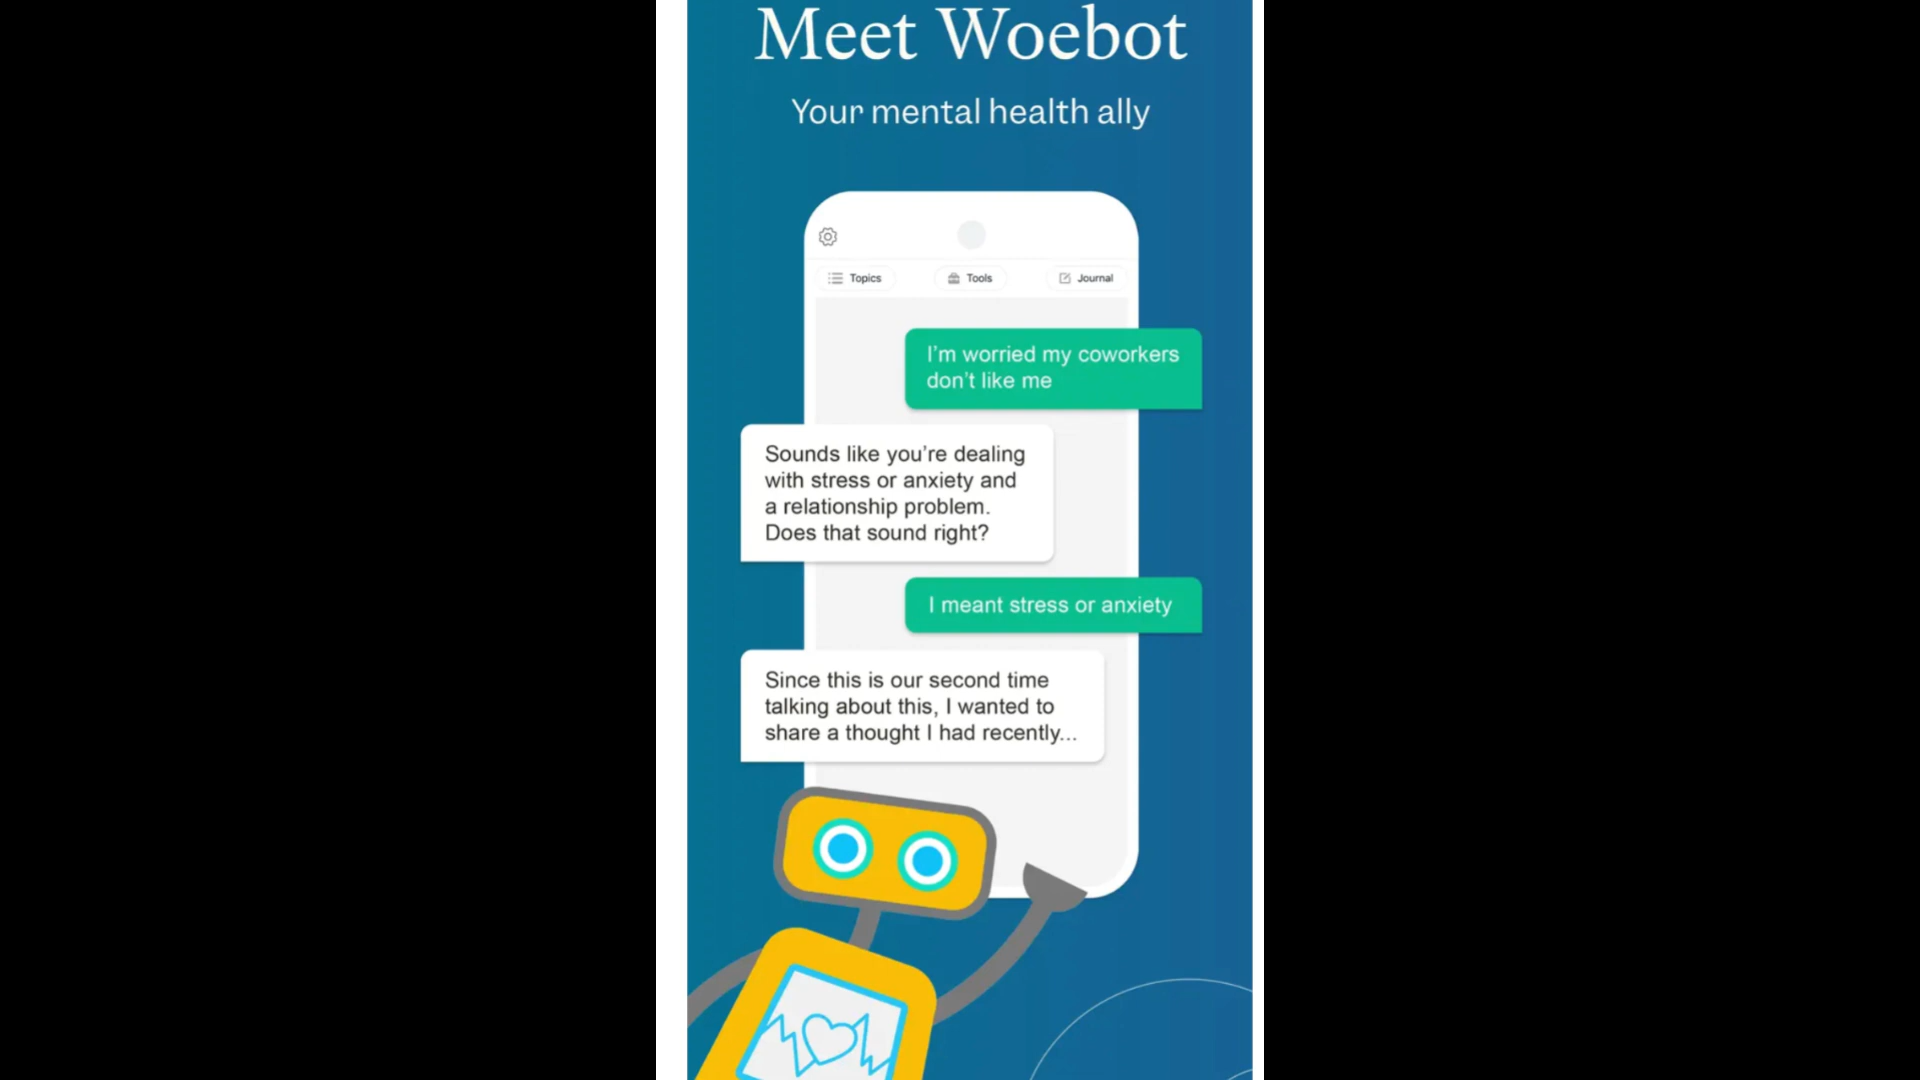 Meet Woebot
Your mental health ally
Topics
Tools
Journal
I'm worried my coworkers
don't like me
Sounds like you're dealing
with stress or anxiety and
a relationship problem.
Does that sound right?
I meant stress or anxiety
Since this is our second time
talking about this, I wanted to
share a thought I had recently...